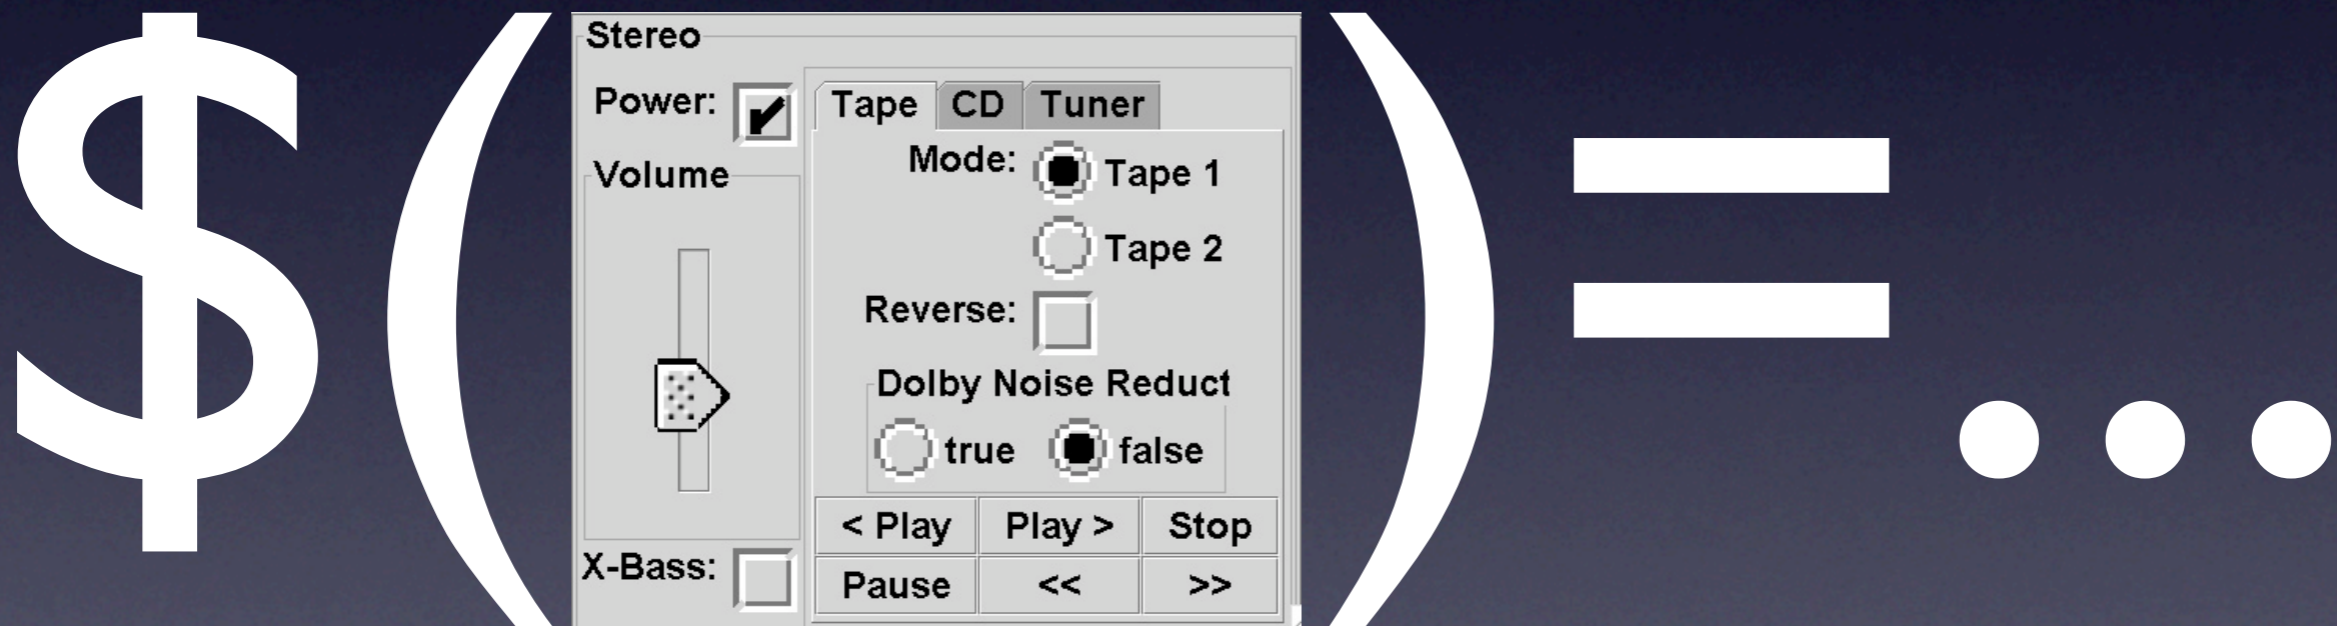 $( )=...
Stereo
Power:
Volume
X-Bass:
Tape CD Tuner
Mode: Tape 1
Tape 2
Reverse:
Dolby Noise Reduct
true false
< Play Play > Stop
Pause << >>